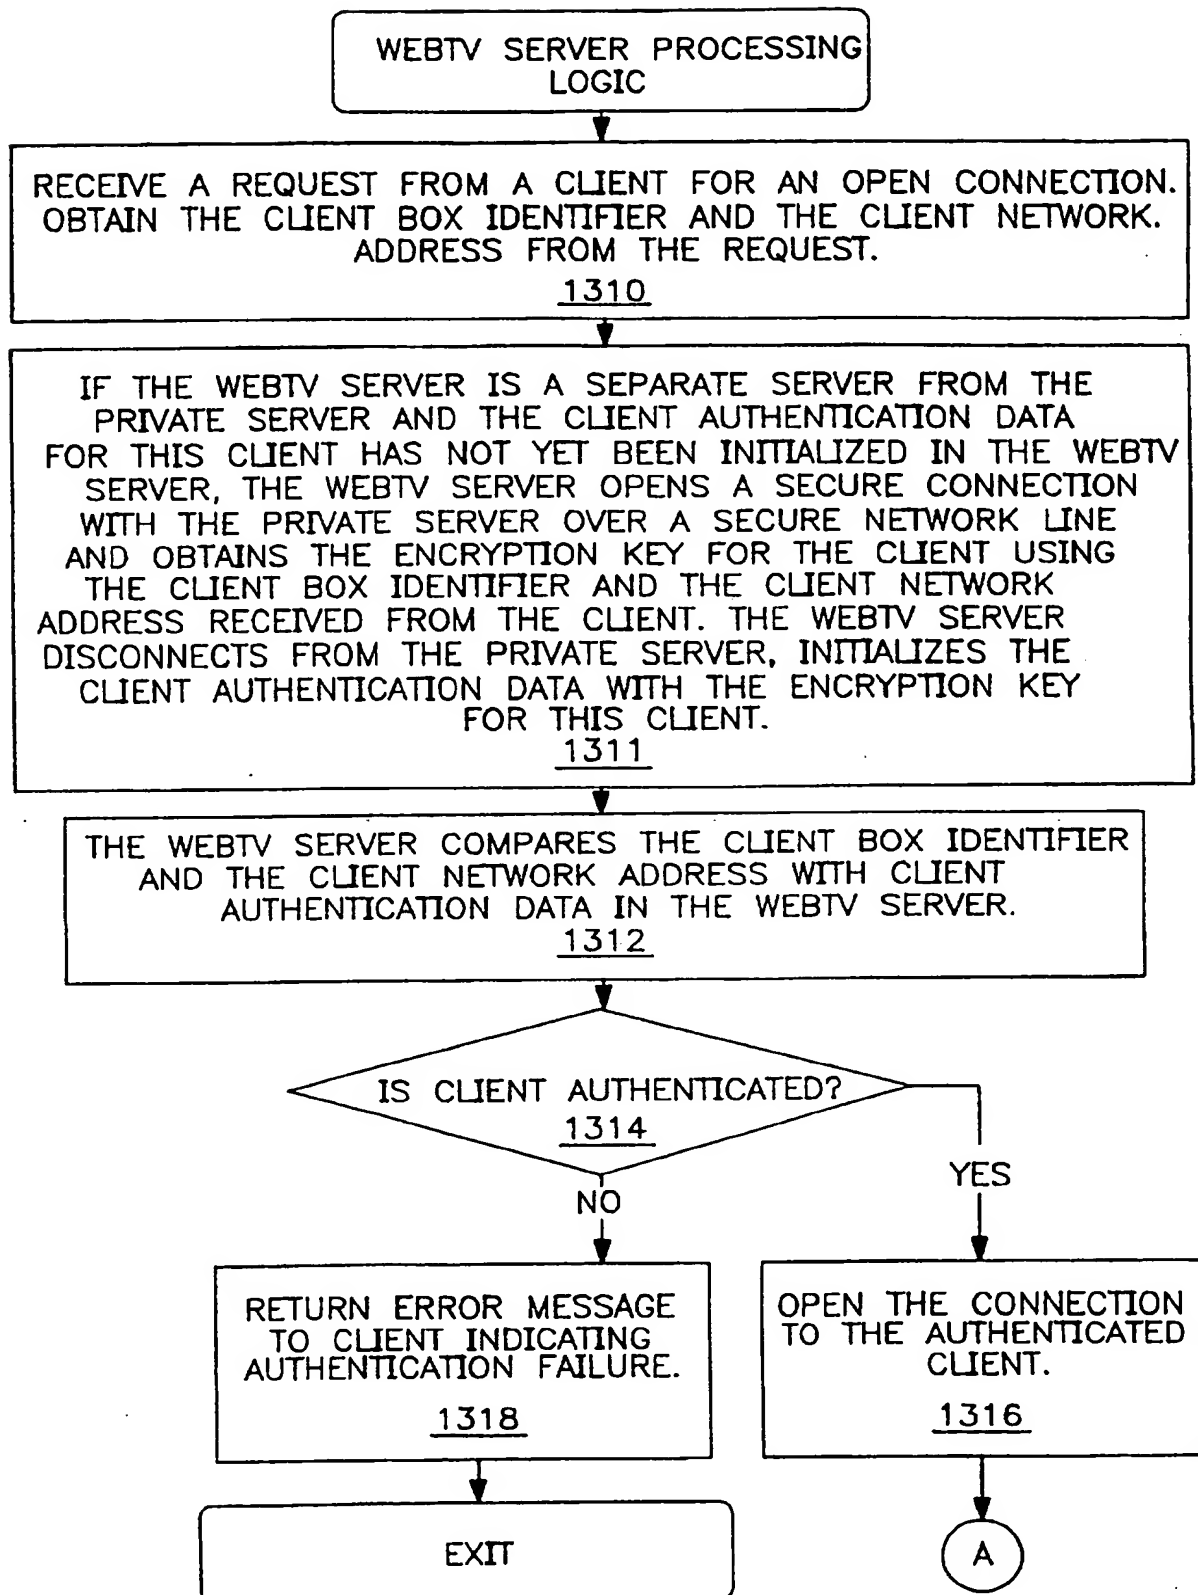 WEBTV SERVER PROCESSING
LOGIC
RECEIVE A REQUEST FROM A CLIENT FOR AN OPEN CONNECTION.
OBTAIN THE CLIENT BOX IDENTIFIER AND THE CLIENT NETWORK.
ADDRESS FROM THE REQUEST.
1310
IF THE WEBTV SERVER IS A SEPARATE SERVER FROM THE
PRIVATE SERVER AND THE CLIENT AUTHENTICATION DATA
FOR THIS CLIENT HAS NOT YET BEEN INITIALIZED IN THE WEBTV
SERVER, THE WEBTV SERVER OPENS A SECURE CONNECTION
WITH THE PRIVATE SERVER OVER A SECURE NETWORK LINE
AND OBTAINS THE ENCRYPTION KEY FOR THE CLIENT USING
THE CLIENT BOX IDENTIFIER AND THE CLIENT NETWORK
ADDRESS RECEIVED FROM THE CLIENT. THE WEBTV SERVER
DISCONNECTS FROM THE PRIVATE SERVER, INITIALIZES THE
CLIENT AUTHENTICATION DATA WITH THE ENCRYPTION KEY
FOR THIS CLIENT.
1311
THE WEBTV SERVER COMPARES THE CLIENT BOX IDENTIFIER
AND THE CLIENT NETWORK ADDRESS WITH CLIENT
AUTHENTICATION DATA IN THE WEBTV SERVER.
1312
IS CLIENT AUTHENTICATED?
1314
NO
YES
RETURN ERROR MESSAGE
TO CLIENT INDICATING
AUTHENTICATION FAILURE.
1318
OPEN THE CONNECTION
TO THE AUTHENTICATED
CLIENT.
1316
EXIT
A